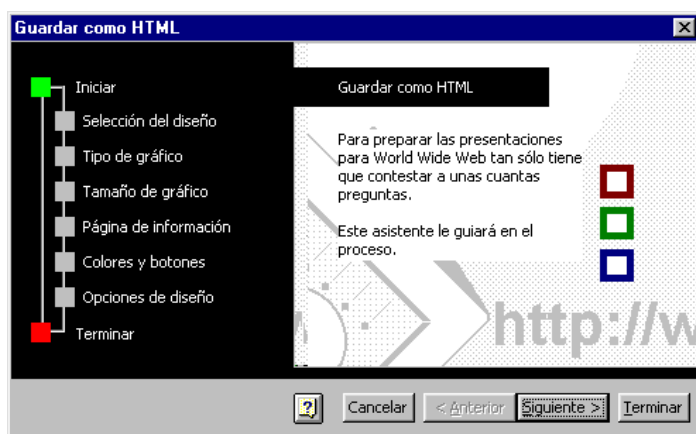 Guardar como HTML
Iniciar
Selección del diseño
Tipo de gráfico
Tamaño de gráfico
Página de información
Colores y botones
Opciones de diseño
Terminar
Guardar como HTML
Para preparar las presentaciones
para World Wide Web tan sólo tiene
que contestar a unas cuantas
preguntas.
Este asistente le guiará en el
proceso.
http://w
Cancelar
< Anterior
Siguiente >
Terminar